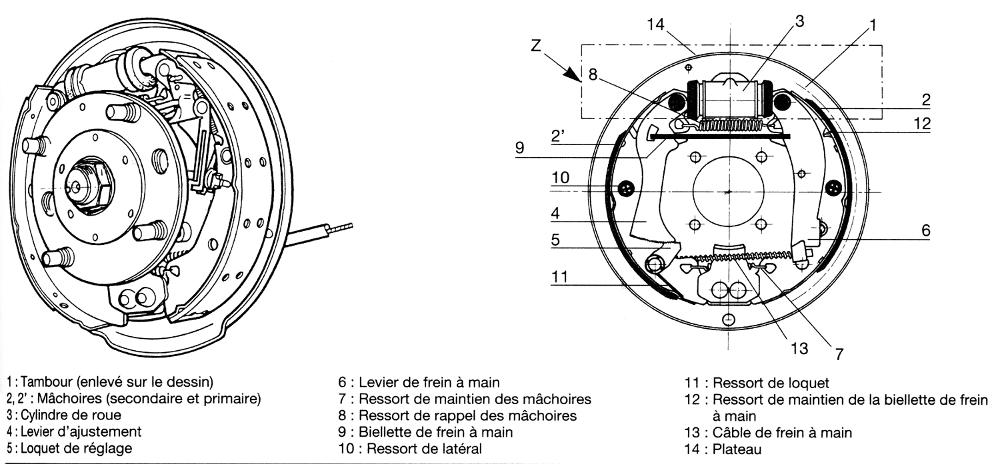 14
3
1
Z
8
2
12
2'
9
10
4
6
5
11
13
7
1 : Tambour (enlevé sur le dessin)
2, 2' : Mâchoires (secondaire et primaire)
3 : Cylindre de roue
4 : Levier d'ajustement
5 : Loquet de réglage
6 : Levier de frein à main
7 : Ressort de maintien des mâchoires
8 : Ressort de rappel des mâchoires
9 : Biellette de frein à main
10 : Ressort de latéral
11 : Ressort de loquet
12 : Ressort de maintien de la biellette de frein
à main
13 : Câble de frein à main
14 : Plateau